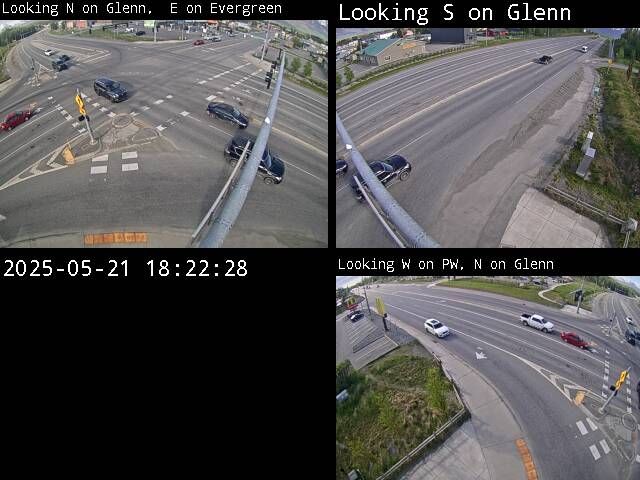 Looking N on Glenn,  E on Evergreen
Looking S on Glenn
2025-05-21 18:22:28
Looking W on PW, N on Glenn